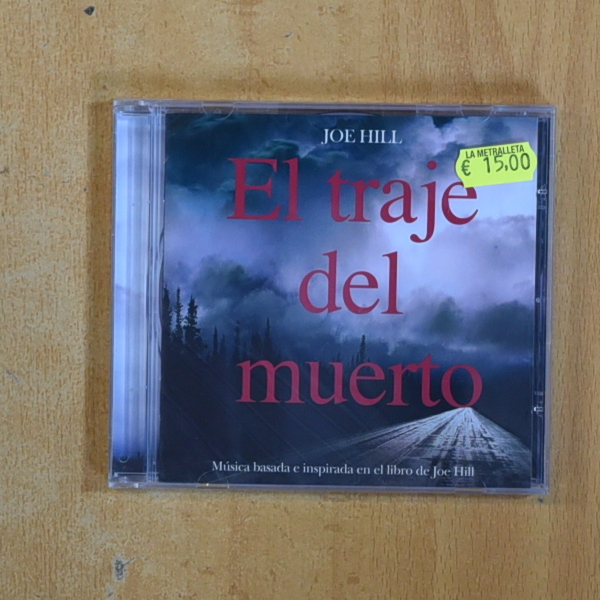 JOE HILL
LA METRALLETA
€ 15,00
El traje
del
muerto
Música basada e inspirada en el libro de Joe Hill